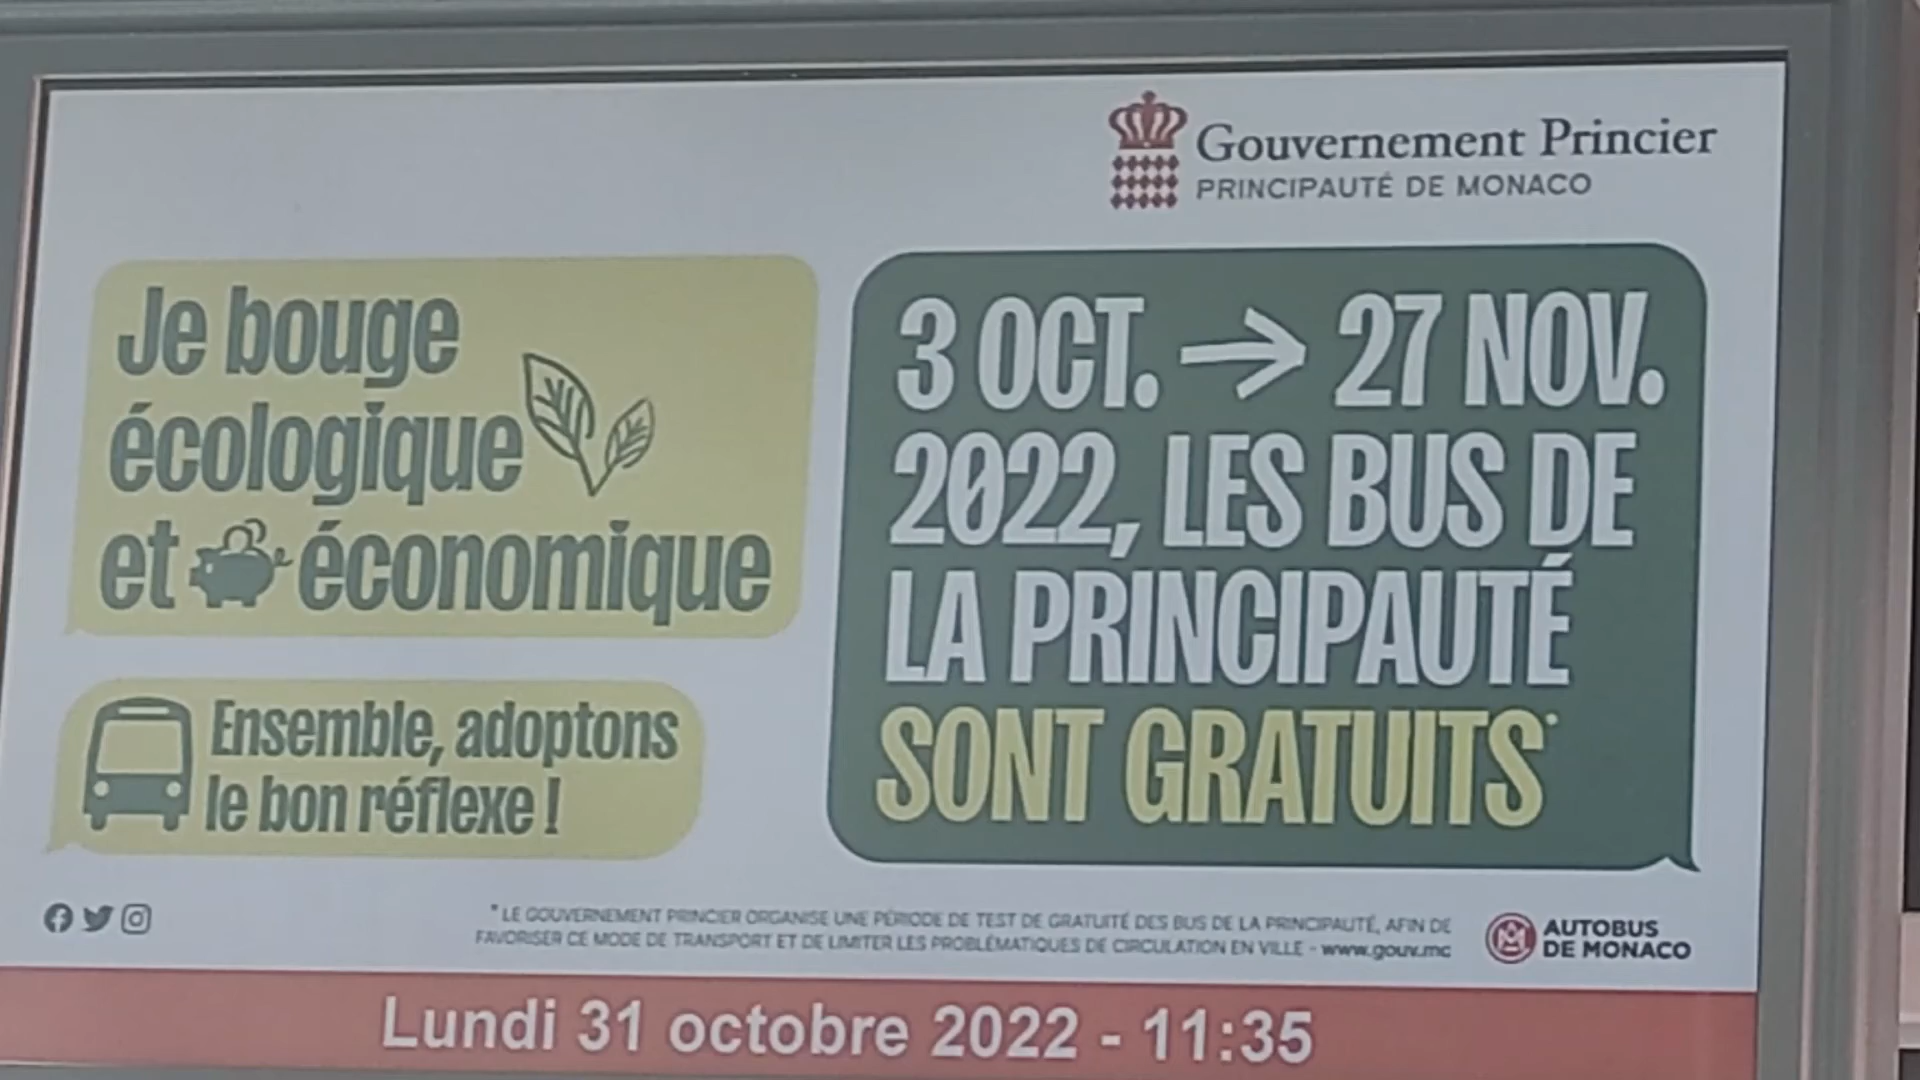 Gouvernement Princier
PRINCIPAUTÉ DE MONACO
Je bouge
écologique
et économique
Ensemble, adoptons
le bon réflexe !
3 OCT. → 27 NOV.
2022, LES BUS DE
LA PRINCIPAUTÉ
SONT GRATUITS*
* LE GOUVERNEMENT PRINCIER ORGANISE UNE PÉRIODE DE TEST DE GRATUITÉ DES BUS DE LA PRINCIPAUTÉ, AFIN DE
FAVORISER CE MODE DE TRANSPORT ET DE LIMITER LES PROBLÉMATIQUES DE CIRCULATION EN VILLE - www.gouv.mc
AUTOBUS
DE MONACO
Lundi 31 octobre 2022 - 11:35